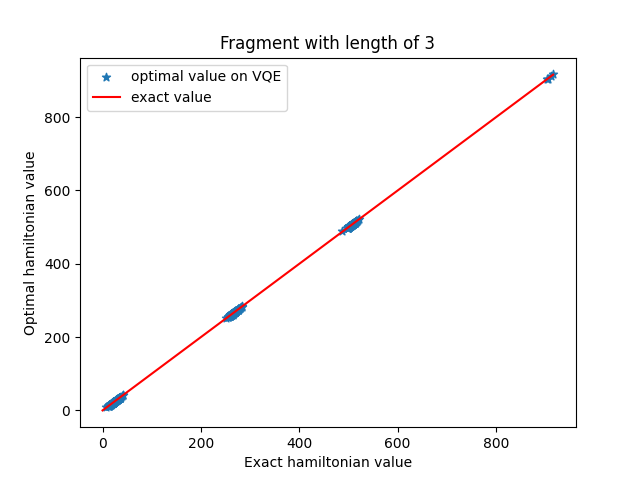 Fragment with length of 3
optimal value on VQE
exact value
Optimal hamiltonian value
800
600
400
200
0
0 200 400 600 800
Exact hamiltonian value